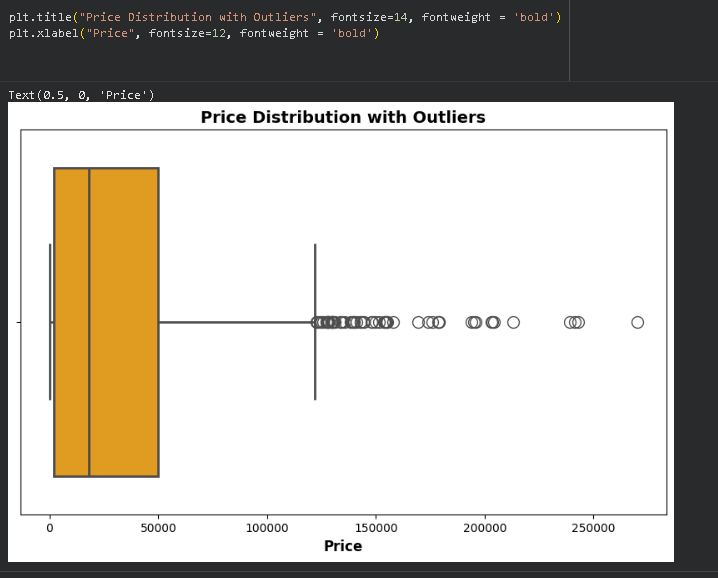 plt.title("Price Distribution with Outliers", fontsize=14, fontweight = 'bold')
plt.xlabel("Price", fontsize=12, fontweight = 'bold')
Text(0.5, 0, 'Price')
Price Distribution with Outliers
0 50000 100000 150000 200000 250000
Price